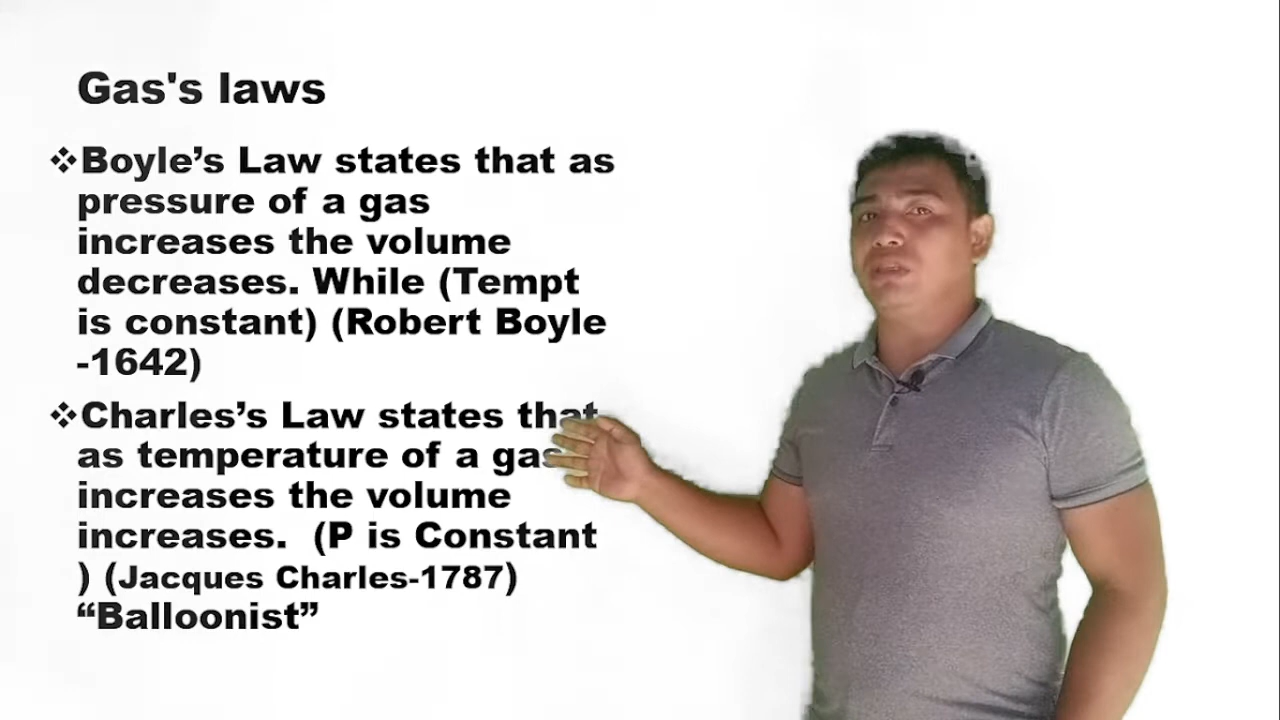 Gas's laws
❖Boyle’s Law states that as
pressure of a gas
increases the volume
decreases. While (Tempt
is constant) (Robert Boyle
-1642)
❖Charles’s Law states that
as temperature of a gas
increases the volume
increases.  (P is Constant
) (Jacques Charles-1787)
“Balloonist”